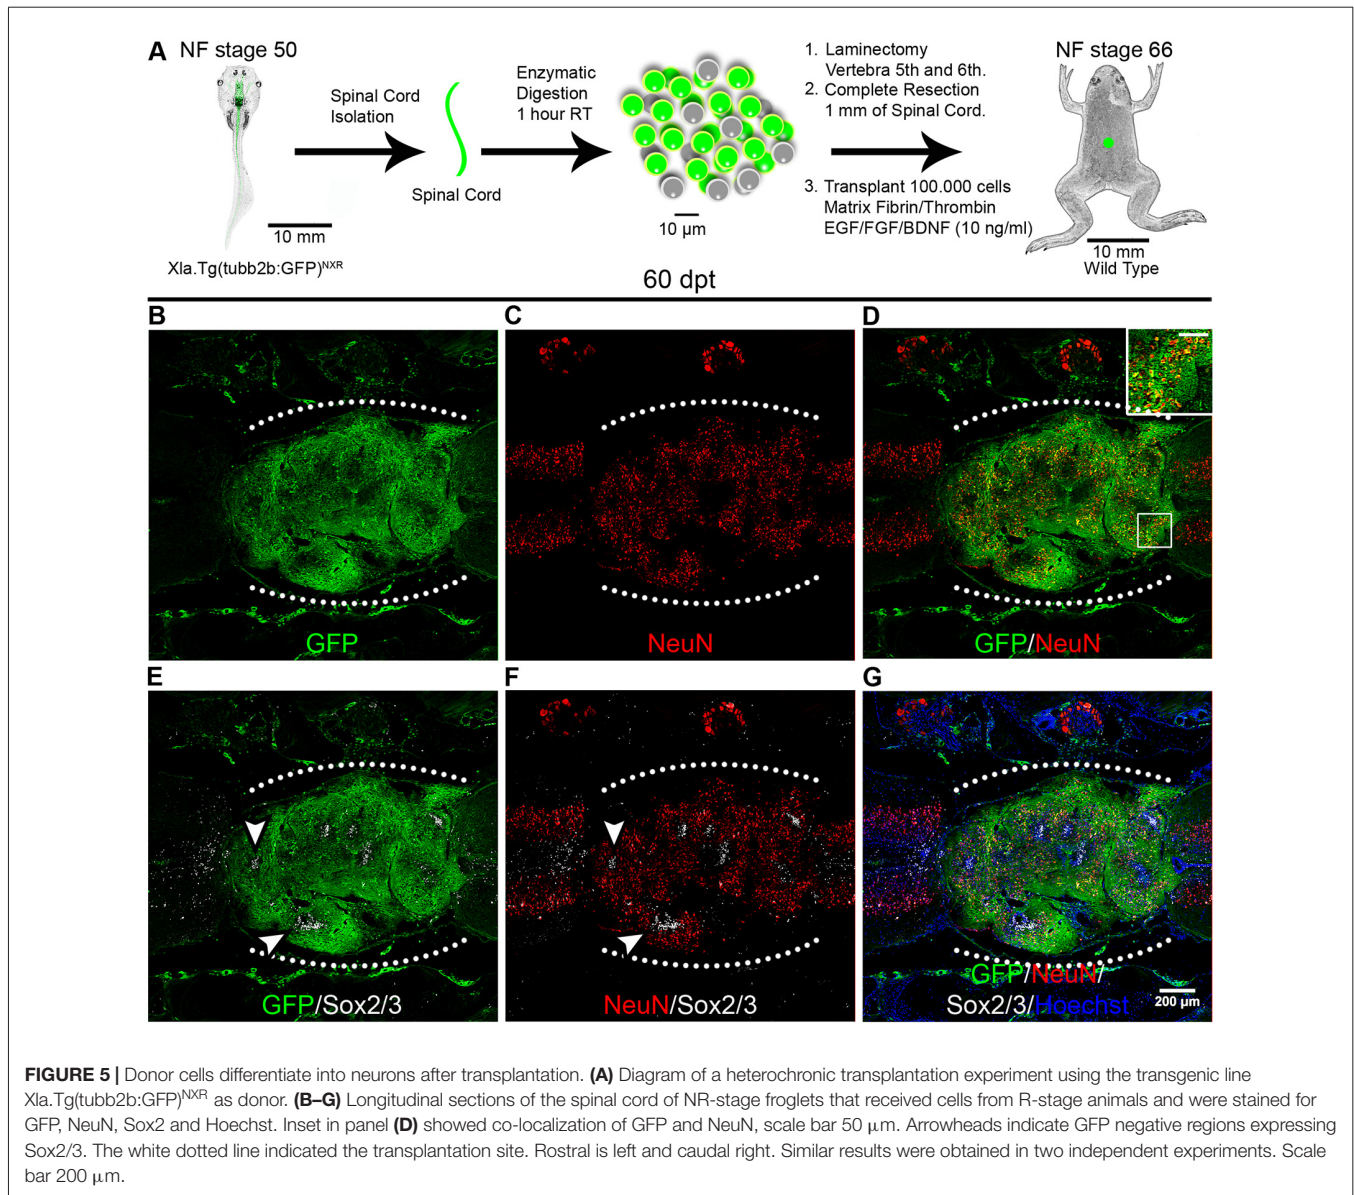 A
NF stage 50
Spinal Cord
Isolation
Spinal Cord
Enzymatic
Digestion
1 hour RT
1. Laminectomy
Vertebra 5th and 6th.
2. Complete Resection
1 mm of Spinal Cord.
3. Transplant 100.000 cells
Matrix Fibrin/Thrombin
EGF/FGF/BDNF (10 ng/ml)
NF stage 66
10 mm
10 µm
10 mm
Xla.Tg(tubb2b:GFP)NXR
Wild Type
60 dpt
B
C
D
GFP
NeuN
GFP/NeuN
E
F
G
GFP/Sox2/3
NeuN/Sox2/3
GFP/NeuN/
Sox2/3/Hoechst
200 µm
FIGURE 5 | Donor cells differentiate into neurons after transplantation. (A) Diagram of a heterochronic transplantation experiment using the transgenic line
Xla.Tg(tubb2b:GFP)NXR as donor. (B–G) Longitudinal sections of the spinal cord of NR-stage froglets that received cells from R-stage animals and were stained for
GFP, NeuN, Sox2 and Hoechst. Inset in panel (D) showed co-localization of GFP and NeuN, scale bar 50 µm. Arrowheads indicate GFP negative regions expressing
Sox2/3. The white dotted line indicated the transplantation site. Rostral is left and caudal right. Similar results were obtained in two independent experiments. Scale
bar 200 µm.